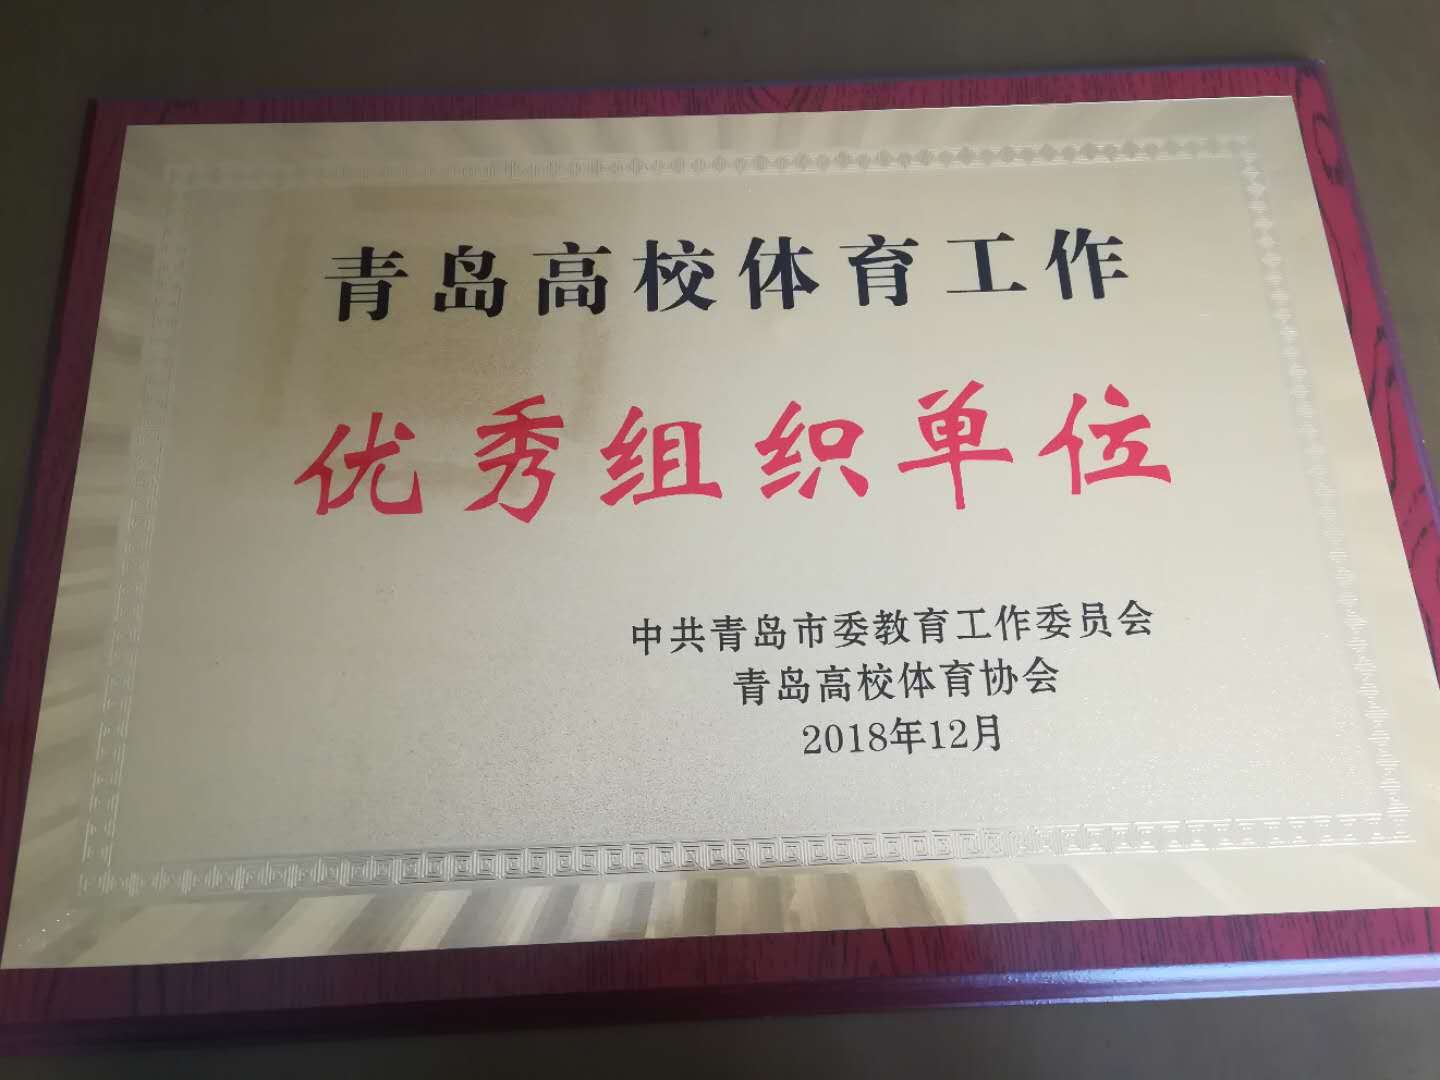 青岛高校体育工作
优秀组织单位
中共青岛市委教育工作委员会
青岛高校体育协会
2018年12月